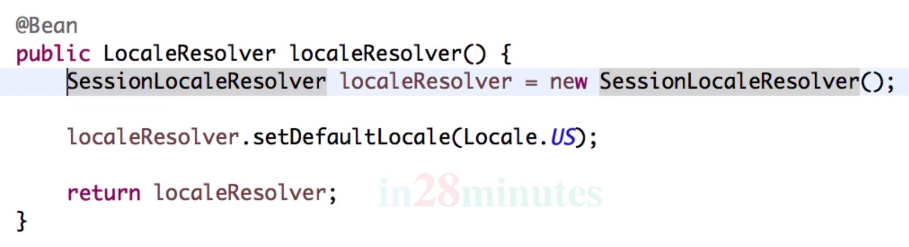 @Bean
public LocaleResolver localeResolver() {
SessionLocaleResolver localeResolver = new SessionLocaleResolver();
localeResolver.setDefaultLocale(Locale.US);
return localeResolver;
in28minutes
}